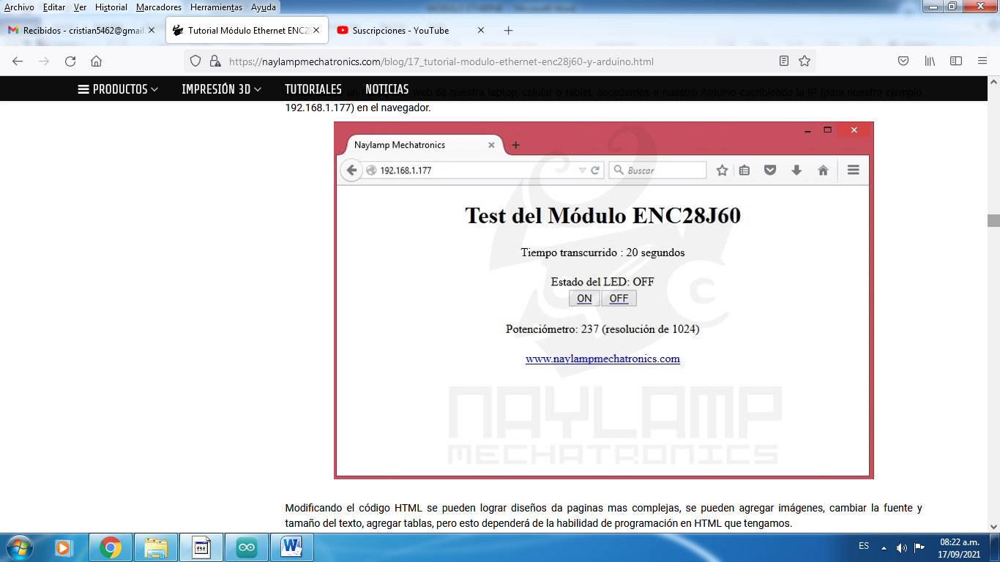 Archivo Editar Ver Historial Marcadores Herramientas Ayuda
Recibidos - cristian5462@gmail.
Tutorial Módulo Ethernet ENC28
Suscripciones - YouTube
https://naylampmechatronics.com/blog/17_tutorial-modulo-ethernet-enc28j60-y-arduino.html
PRODUCTOS IMPRESIÓN 3D TUTORIALES NOTICIAS
web de nuestra laptop, celular o tablet, accedemos a nuestro Arduino escribiendo la IP (para nuestro ejemplo
192.168.1.177) en el navegador.
Naylamp Mechatronics
192.168.1.177
Buscar
Test del Módulo ENC28J60
Tiempo transcurrido : 20 segundos
Estado del LED: OFF
ON OFF
Potenciómetro: 237 (resolución de 1024)
www.naylampmechatronics.com
NAYLAMP
MECHATRONICS
Modificando el código HTML se pueden lograr diseños da paginas mas complejas, se pueden agregar imágenes, cambiar la fuente y
tamaño del texto, agregar tablas, pero esto dependerá de la habilidad de programación en HTML que tengamos.
ES
08:22 a.m.
17/09/2021